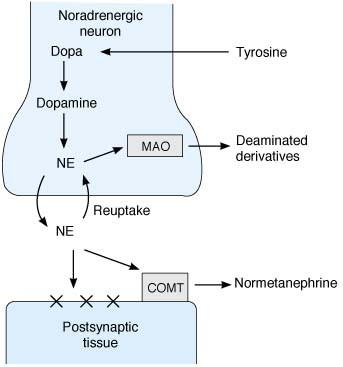 Noradrenergic
neuron
Dopa
Tyrosine
Dopamine
NE
MAO
Deaminated
derivatives
Reuptake
NE
COMT
Normetanephrine
Postsynaptic
tissue